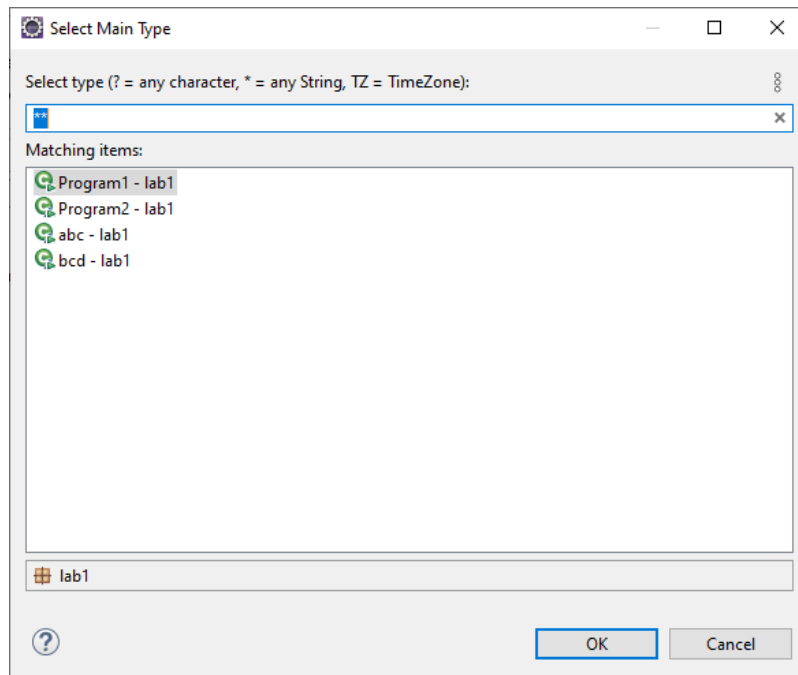 Select Main Type
Select type (? = any character, * = any String, TZ = TimeZone):
**
Matching items:
Program1 - lab1
Program2 - lab1
abc - lab1
bcd - lab1
lab1
OK Cancel